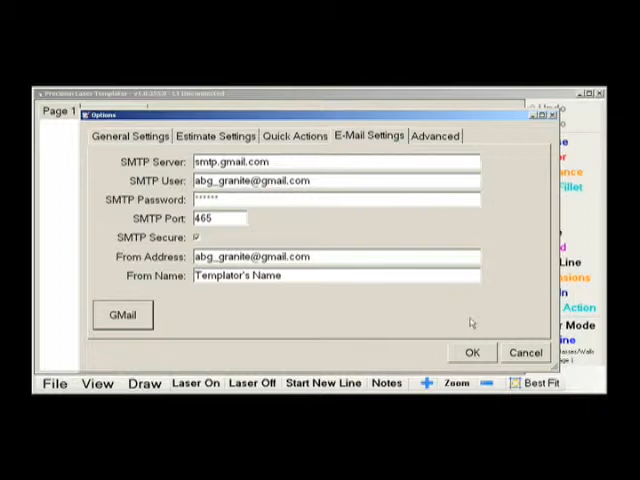 Precision Laser Templator
Page 1
Options
General Settings Estimate Settings Quick Actions E-Mail Settings Advanced
SMTP Server: smtp.gmail.com
SMTP User: abg_granite@gmail.com
SMTP Password: ******
SMTP Port: 465
SMTP Secure:
From Address: abg_granite@gmail.com
From Name: Templator's Name
GMail
OK Cancel
Fillet
Line
Action
Mode
File View Draw Laser On Laser Off Start New Line Notes Zoom Best Fit